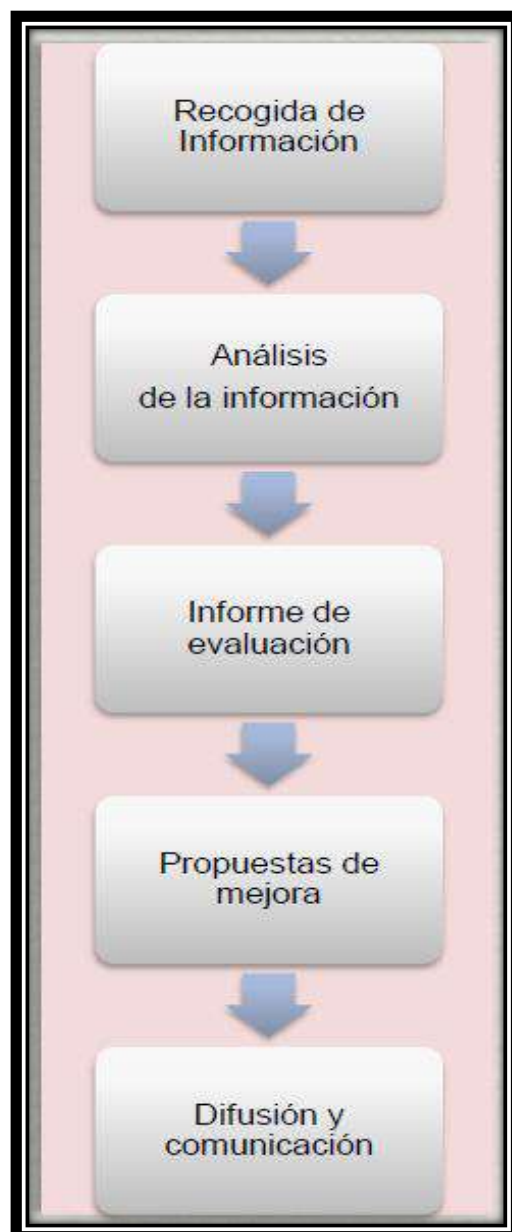 Recogida de
Información
Análisis
de la información
Informe de
evaluación
Propuestas de
mejora
Difusión y
comunicación